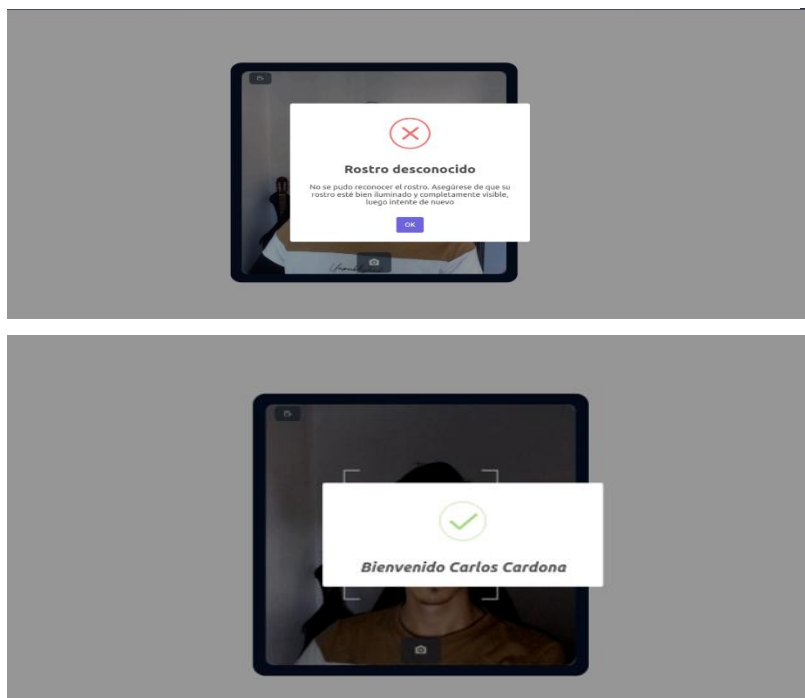 Rostro desconocido
No se pudo reconocer el rostro. Asegúrese de que su
rostro esté bien iluminado y completamente visible,
luego intente de nuevo
OK
Bienvenido Carlos Cardona